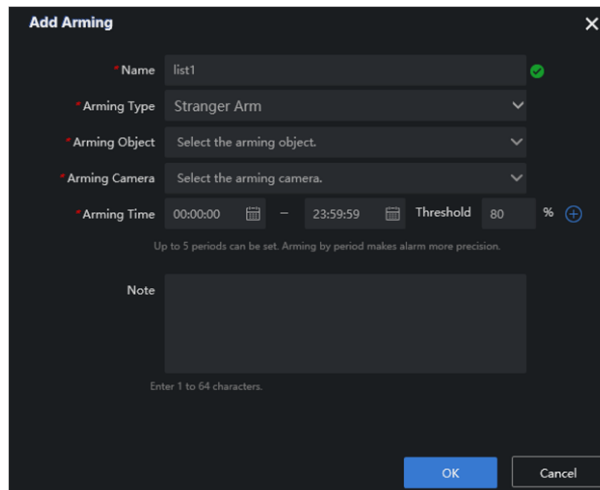 Add Arming
*Name list1
*Arming Type Stranger Arm
*Arming Object Select the arming object.
*Arming Camera Select the arming camera.
*Arming Time 00:00:00 – 23:59:59 Threshold 80 %
Up to 5 periods can be set. Arming by period makes alarm more precision.
Note
Enter 1 to 64 characters.
OK Cancel